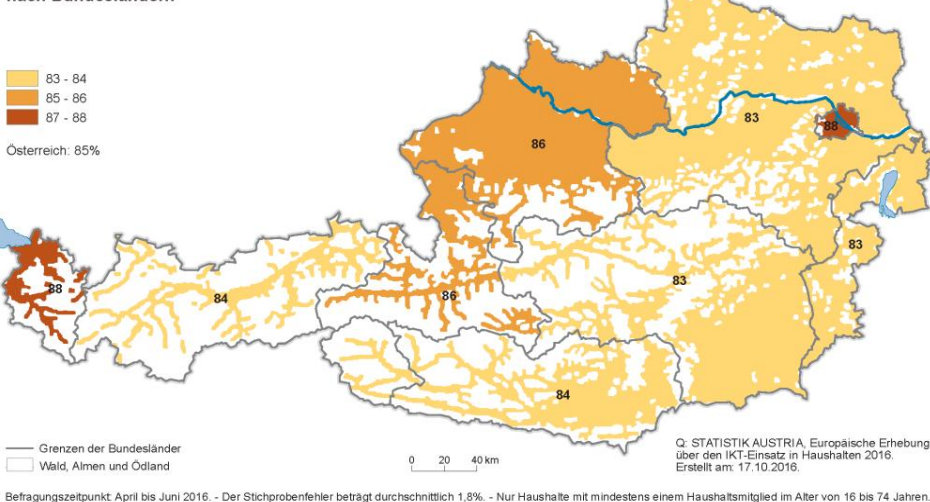 nach Bundesländern
83 - 84
85 - 86
87 - 88
Österreich: 85%
86
83
88
83
88
84
86
83
84
Grenzen der Bundesländer
Wald, Almen und Ödland
0 20 40 km
Q: STATISTIK AUSTRIA, Europäische Erhebung
über den IKT-Einsatz in Haushalten 2016.
Erstellt am: 17.10.2016.
Befragungszeitpunkt: April bis Juni 2016. - Der Stichprobenfehler beträgt durchschnittlich 1,8%. - Nur Haushalte mit mindestens einem Haushaltsmitglied im Alter von 16 bis 74 Jahren.